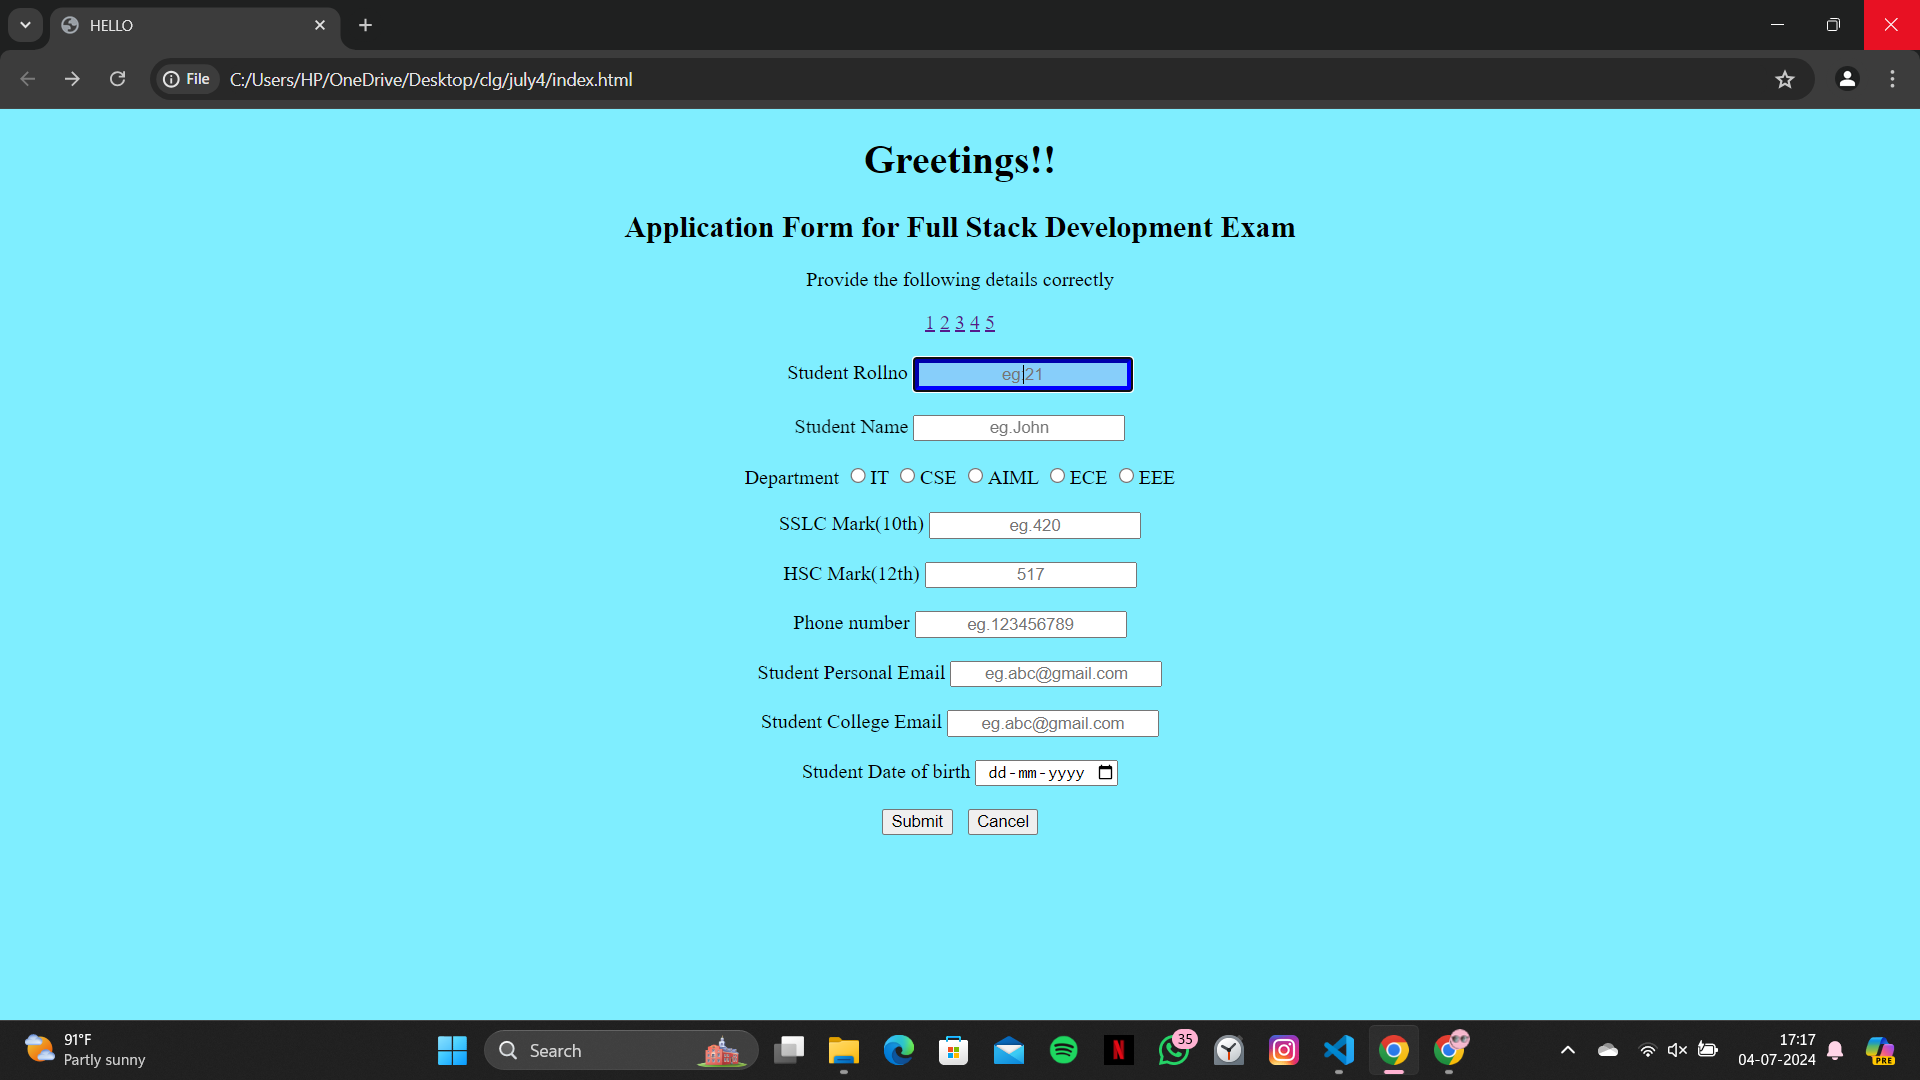 HELLO
File C:/Users/HP/OneDrive/Desktop/clg/july4/index.html
Greetings!!
Application Form for Full Stack Development Exam
Provide the following details correctly
1 2 3 4 5
Student Rollno eg.21
Student Name eg.John
Department IT CSE AIML ECE EEE
SSLC Mark(10th) eg.420
HSC Mark(12th) 517
Phone number eg.123456789
Student Personal Email eg.abc@gmail.com
Student College Email eg.abc@gmail.com
Student Date of birth dd-mm-yyyy
Submit Cancel
91°F
Partly sunny
Search
N
35
17:17
04-07-2024
PRE